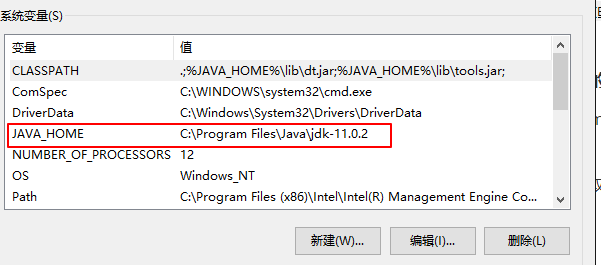 系统变量(S)
变量 值
CLASSPATH .;%JAVA_HOME%\lib\dt.jar;%JAVA_HOME%\lib\tools.jar;
ComSpec C:\WINDOWS\system32\cmd.exe
DriverData C:\Windows\System32\Drivers\DriverData
JAVA_HOME C:\Program Files\Java\jdk-11.0.2
NUMBER_OF_PROCESSORS 12
OS Windows_NT
Path C:\Program Files (x86)\Intel\Intel(R) Management Engine Co...
新建(W)... 编辑(I)... 删除(L)